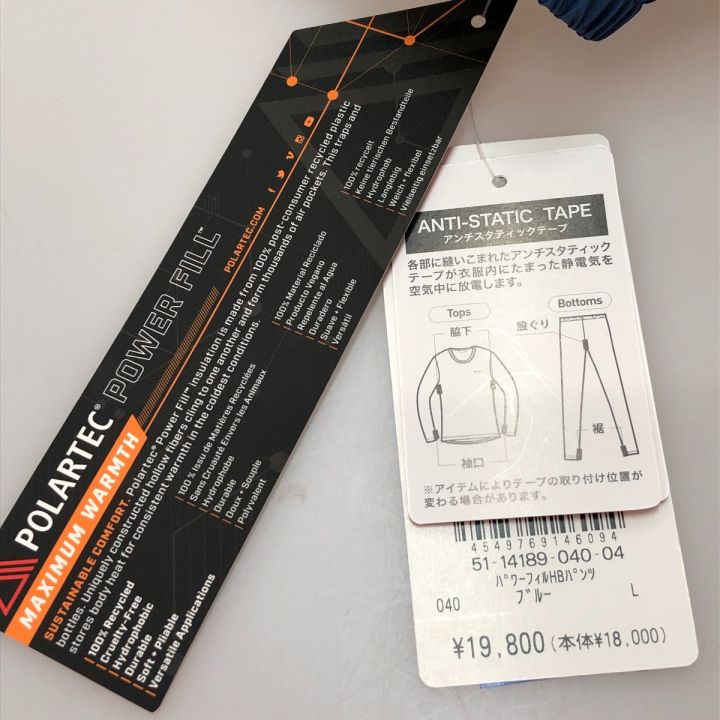 POLARTEC® POWER FILL™
MAXIMUM WARMTH
POLARTEC.COM
SUSTAINABLE COMFORT. Polartec® Power Fill™ insulation is made from 100% post-consumer recycled plastic
bottles. Uniquely constructed hollow fibers cling to one another and form thousands of air pockets. This traps and
stores body heat for consistent warmth in the coldest conditions.
100% Recycled
Cruelty-Free
Hydrophobic
Durable
Soft + Pliable
Versatile Applications
100 % Issu de Matières Recyclées
Sans Cruauté Envers les Animaux
Hydrophobe
Durable
Doux + Souple
Polyvalent
100% Material Reciclado
Producto Vegano
Repelente al Agua
Duradero
Suave + Flexible
Versátil
100% recycelt
Keine tierischen Bestandteile
Hydrophob
Langlebig
Weich + flexibel
Vielseitig einsetzbar
ANTI-STATIC TAPE
アンチスタティックテープ
各部に縫いこまれたアンチスタティック
テープが衣服内にたまった静電気を
空気中に放電します。
Tops
脇下
袖口
Bottoms
股ぐり
裾
※アイテムによりテープの取り付け位置が
変わる場合があります。
4549769146094
51-14189-040-04
パワーフィルHBパンツ
ブルー
040 L
¥19,800(本体¥18,000)